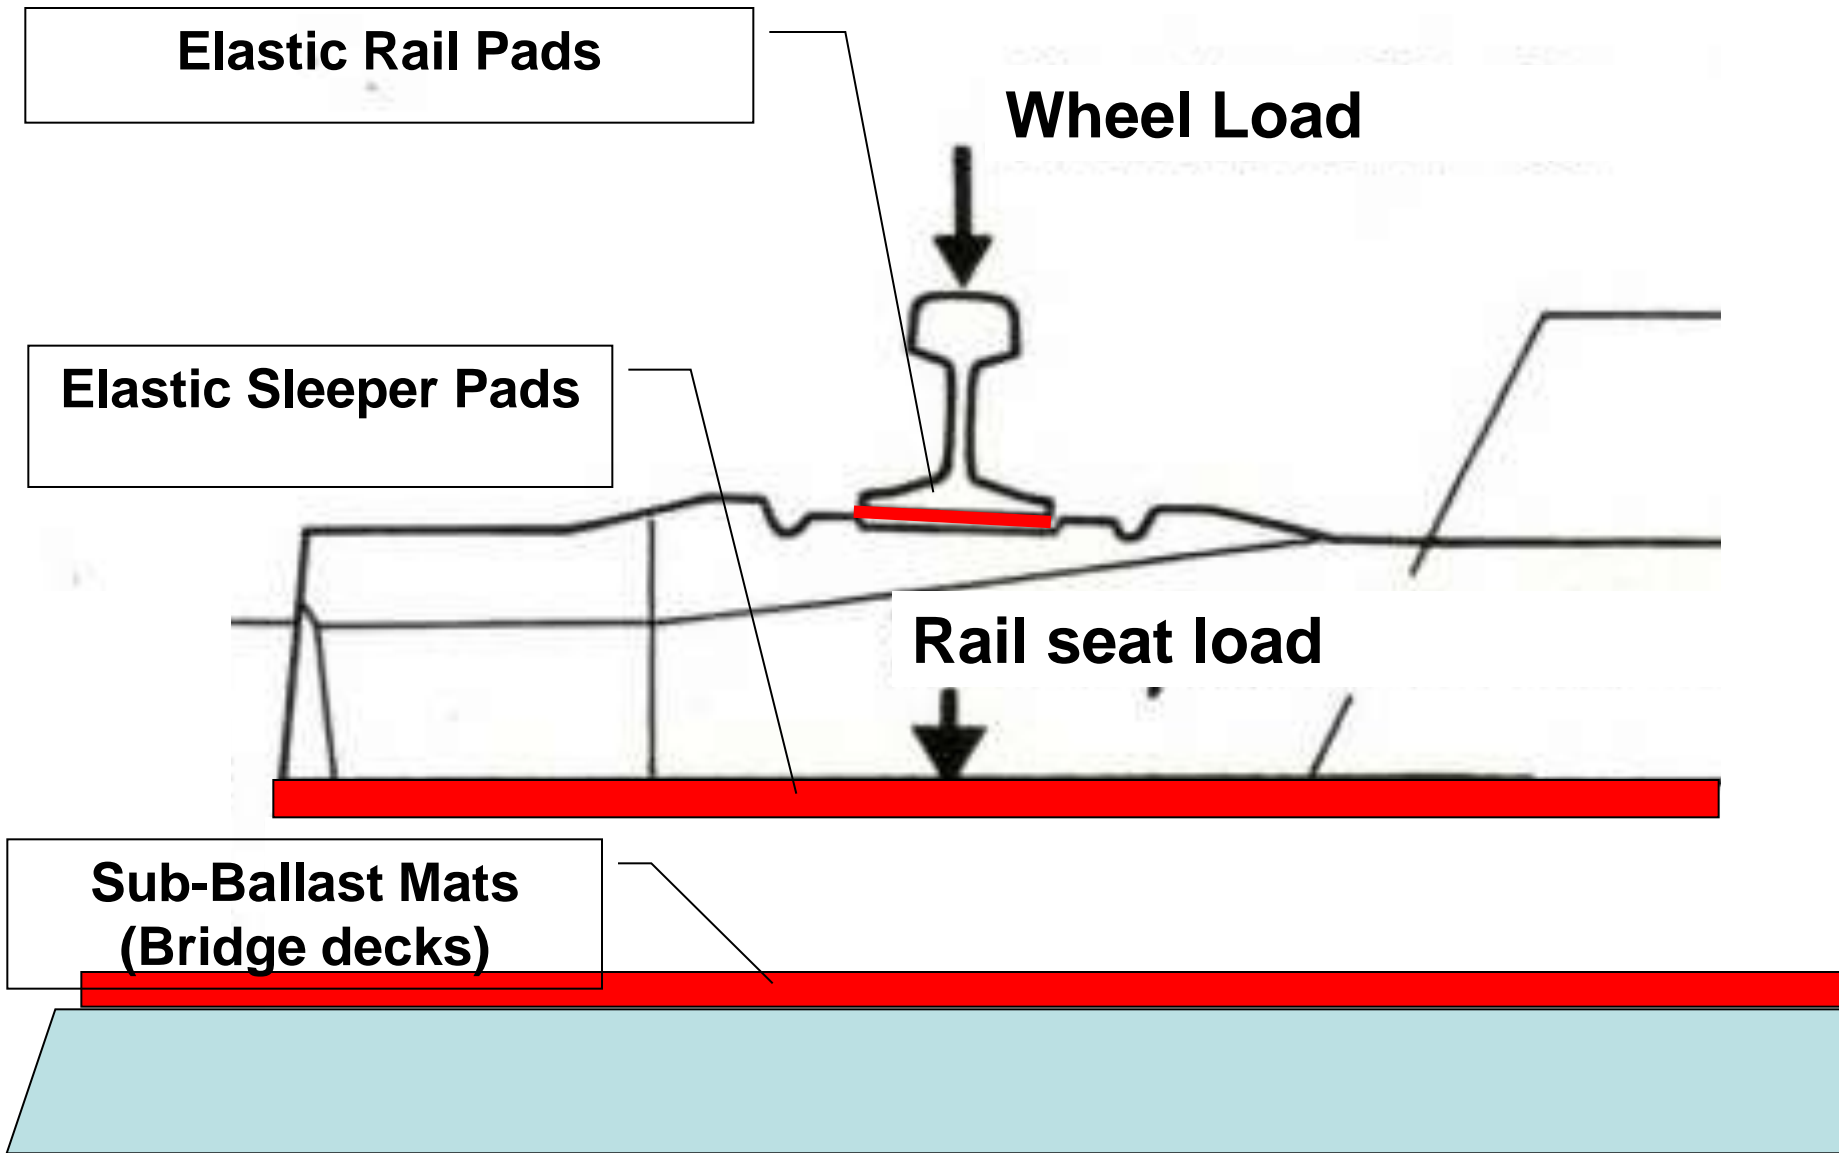 Elastic Rail Pads
Wheel Load
Elastic Sleeper Pads
Rail seat load
Sub-Ballast Mats
(Bridge decks)